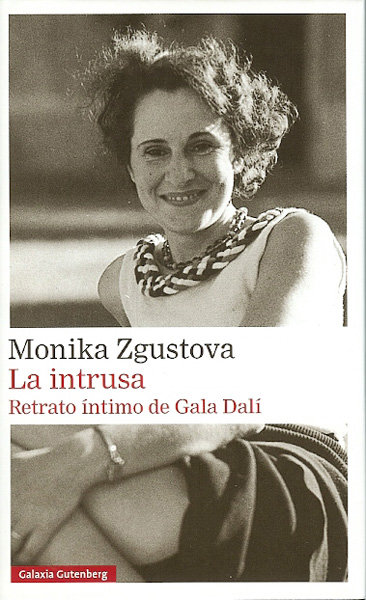 Monika Zgustova
La intrusa
Retrato íntimo de Gala Dalí
Galaxia Gutenberg